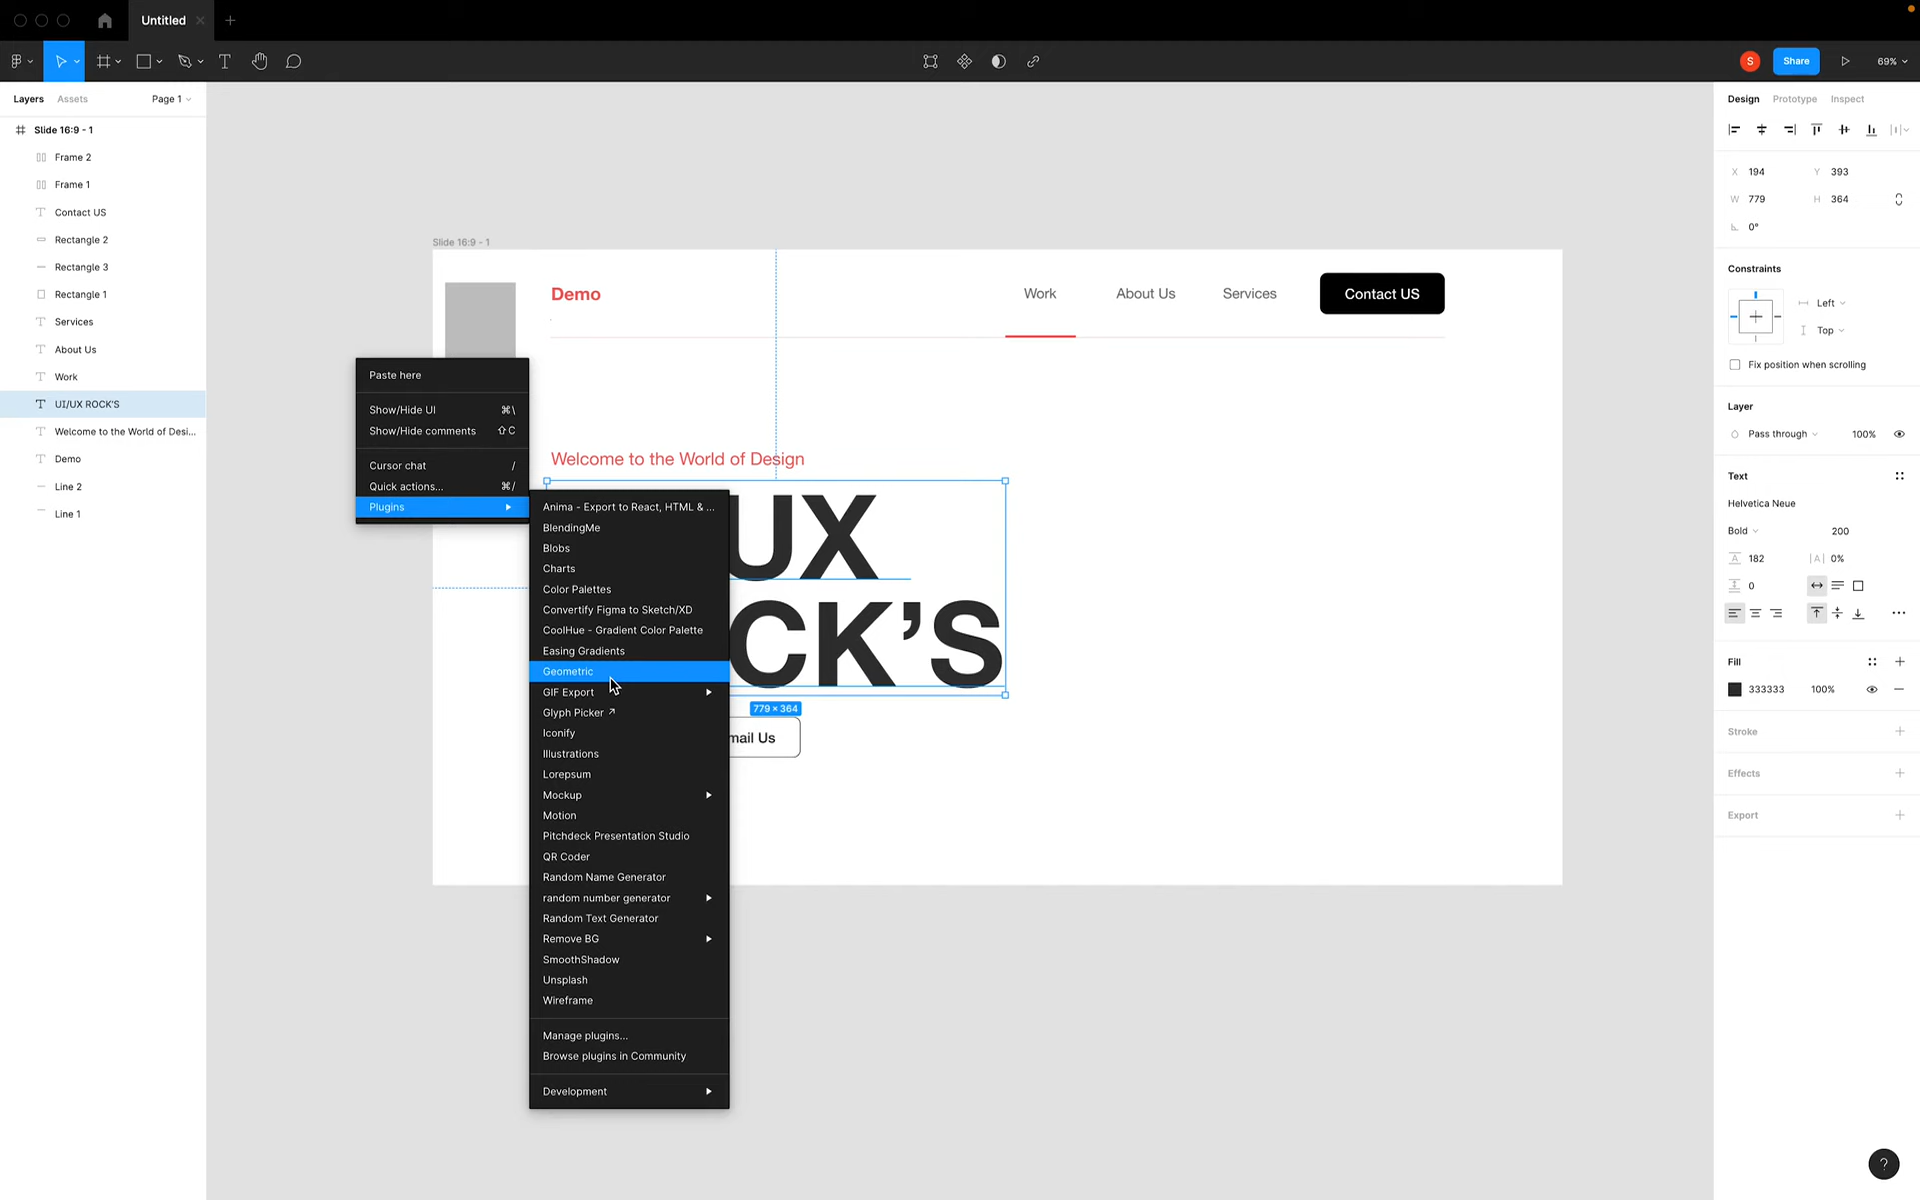 Untitled
S
Share
69%
Layers Assets Page 1
Slide 16:9 - 1
Frame 2
Frame 1
Contact US
Rectangle 2
Rectangle 3
Rectangle 1
Services
About Us
Work
UI/UX ROCK'S
Welcome to the World of Desi...
Demo
Line 2
Line 1
Slide 16:9 - 1
Demo
Work About Us Services Contact US
Welcome to the World of Design
UX
CK’S
779 × 364
mail Us
Paste here
Show/Hide UI ⌘\
Show/Hide comments ⇧C
Cursor chat /
Quick actions... ⌘/
Plugins
Anima - Export to React, HTML & ...
BlendingMe
Blobs
Charts
Color Palettes
Convertify Figma to Sketch/XD
CoolHue - Gradient Color Palette
Easing Gradients
Geometric
GIF Export
Glyph Picker ↗
Iconify
Illustrations
Lorepsum
Mockup
Motion
Pitchdeck Presentation Studio
QR Coder
Random Name Generator
random number generator
Random Text Generator
Remove BG
SmoothShadow
Unsplash
Wireframe
Manage plugins...
Browse plugins in Community
Development
Design Prototype Inspect
X 194 Y 393
W 779 H 364
0°
Constraints
Left
Top
Fix position when scrolling
Layer
Pass through 100%
Text
Helvetica Neue
Bold 200
A 182 |A| 0%
0
Fill
333333 100%
Stroke
Effects
Export
?